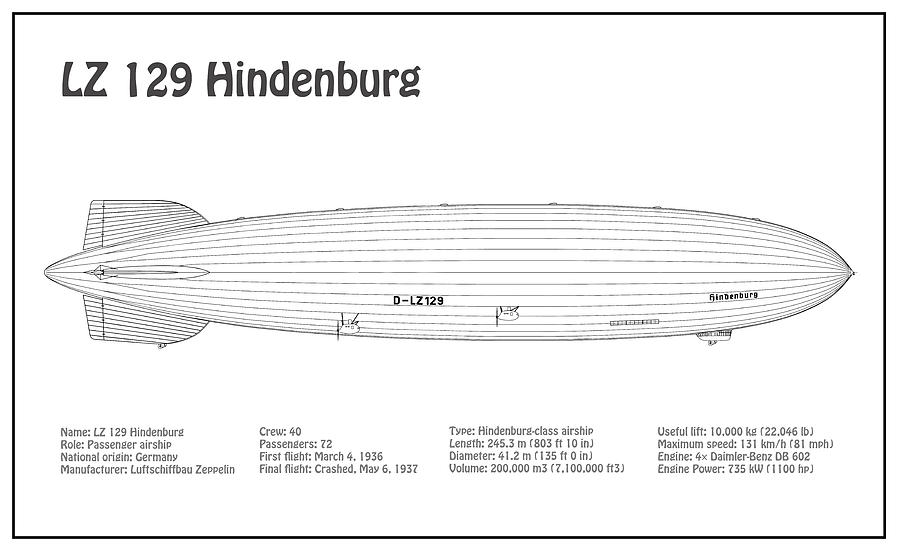 LZ 129 Hindenburg
D-LZ129
Hindenburg
Name: LZ 129 Hindenburg
Role: Passenger airship
National origin: Germany
Manufacturer: Luftschiffbau Zeppelin
Crew: 40
Passengers: 72
First flight: March 4, 1936
Final flight: Crashed, May 6, 1937
Type: Hindenburg-class airship
Length: 245.3 m (803 ft 10 in)
Diameter: 41.2 m (135 ft 0 in)
Volume: 200,000 m3 (7,100,000 ft3)
Useful lift: 10,000 kg (22,046 lb)
Maximum speed: 131 km/h (81 mph)
Engine: 4× Daimler-Benz DB 602
Engine Power: 735 kW (1100 hp)